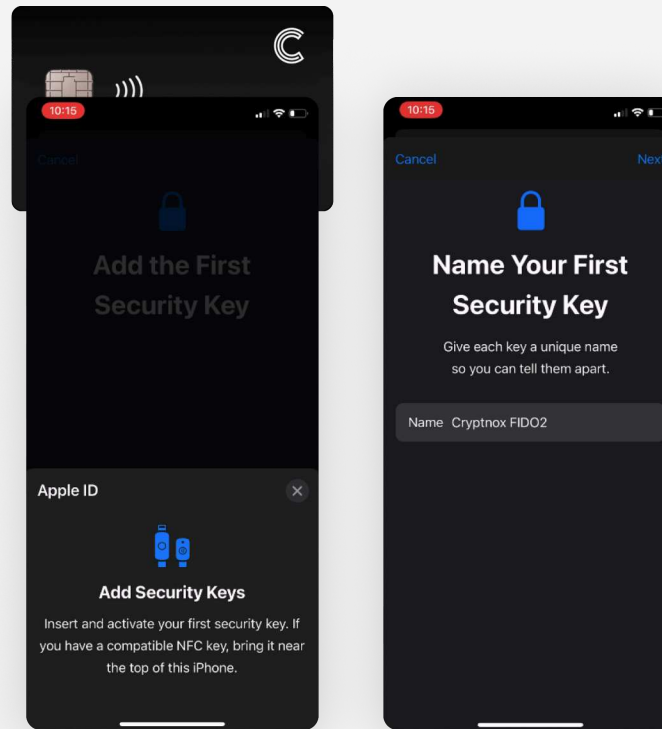 10:15
Cancel
Add the First
Security Key
Apple ID
Add Security Keys
Insert and activate your first security key. If
you have a compatible NFC key, bring it near
the top of this iPhone.
10:15
Cancel
Next
Name Your First
Security Key
Give each key a unique name
so you can tell them apart.
Name Cryptnox FIDO2